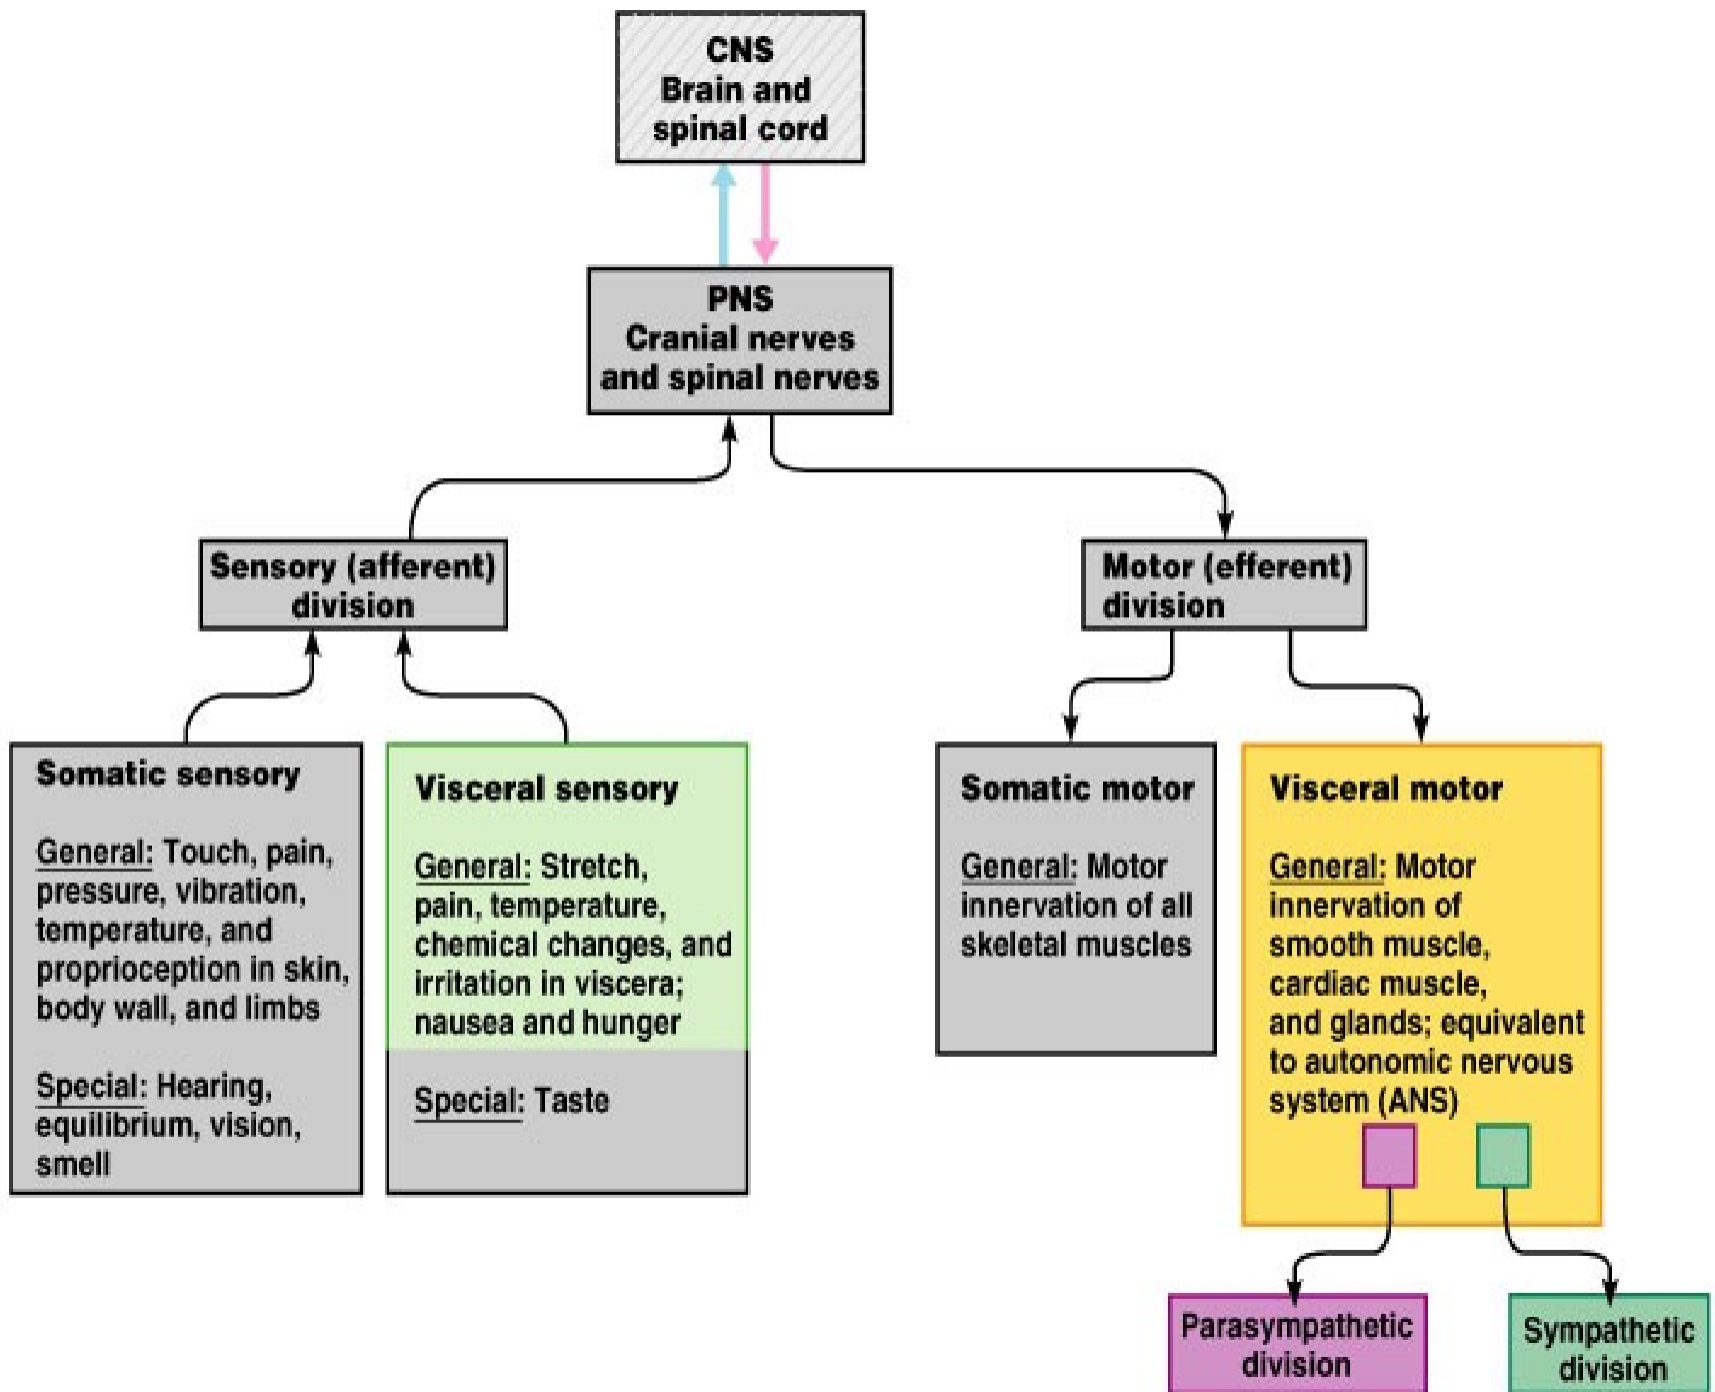 CNS
Brain and
spinal cord
PNS
Cranial nerves
and spinal nerves
Sensory (afferent)
division
Motor (efferent)
division
Somatic sensory
General: Touch, pain,
pressure, vibration,
temperature, and
proprioception in skin,
body wall, and limbs
Special: Hearing,
equilibrium, vision,
smell
Visceral sensory
General: Stretch,
pain, temperature,
chemical changes, and
irritation in viscera;
nausea and hunger
Special: Taste
Somatic motor
General: Motor
innervation of all
skeletal muscles
Visceral motor
General: Motor
innervation of
smooth muscle,
cardiac muscle,
and glands; equivalent
to autonomic nervous
system (ANS)
Parasympathetic
division
Sympathetic
division